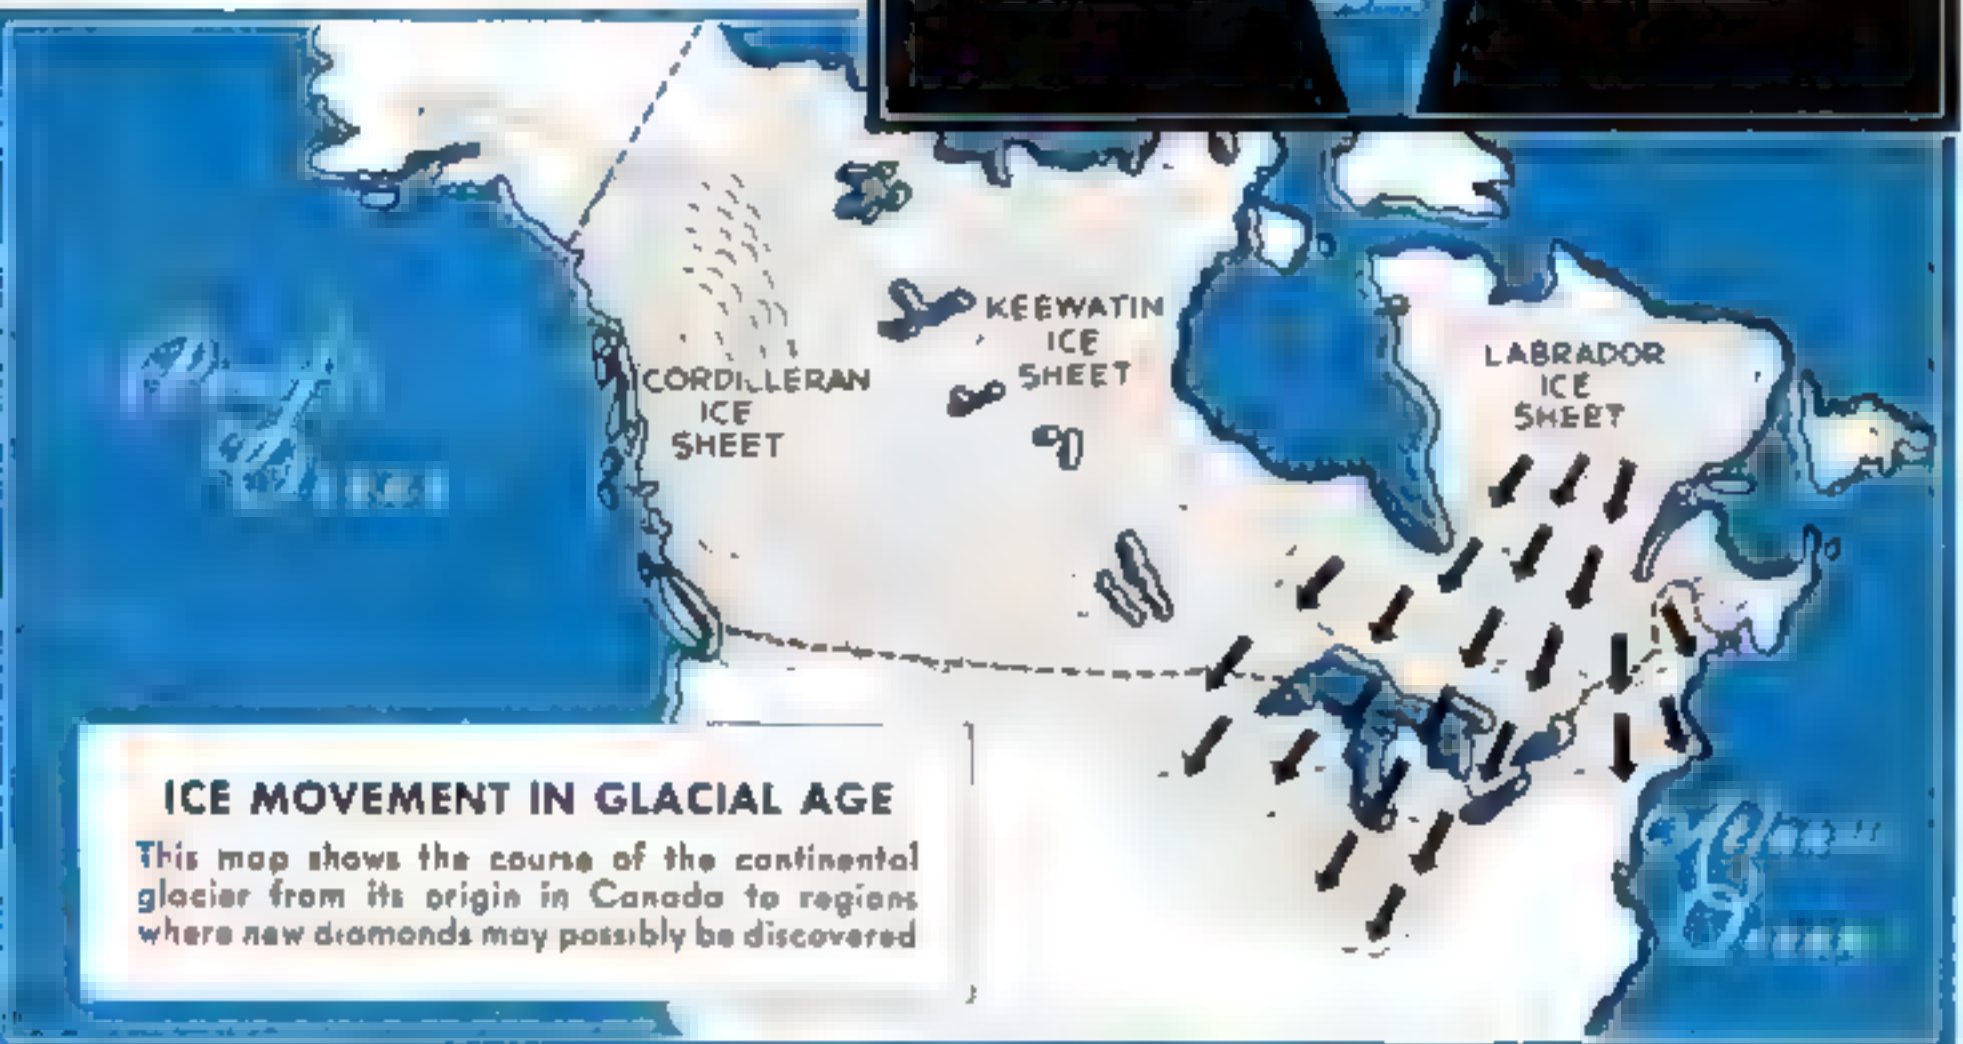 KEEWATIN
ICE
SHEET
LABRADOR
ICE
SHEET
CORDILLERAN
ICE
SHEET
ICE MOVEMENT IN GLACIAL AGE
This map shows the course of the continental
glacier from its origin in Canada to regions
where new diamonds may possibly be discovered